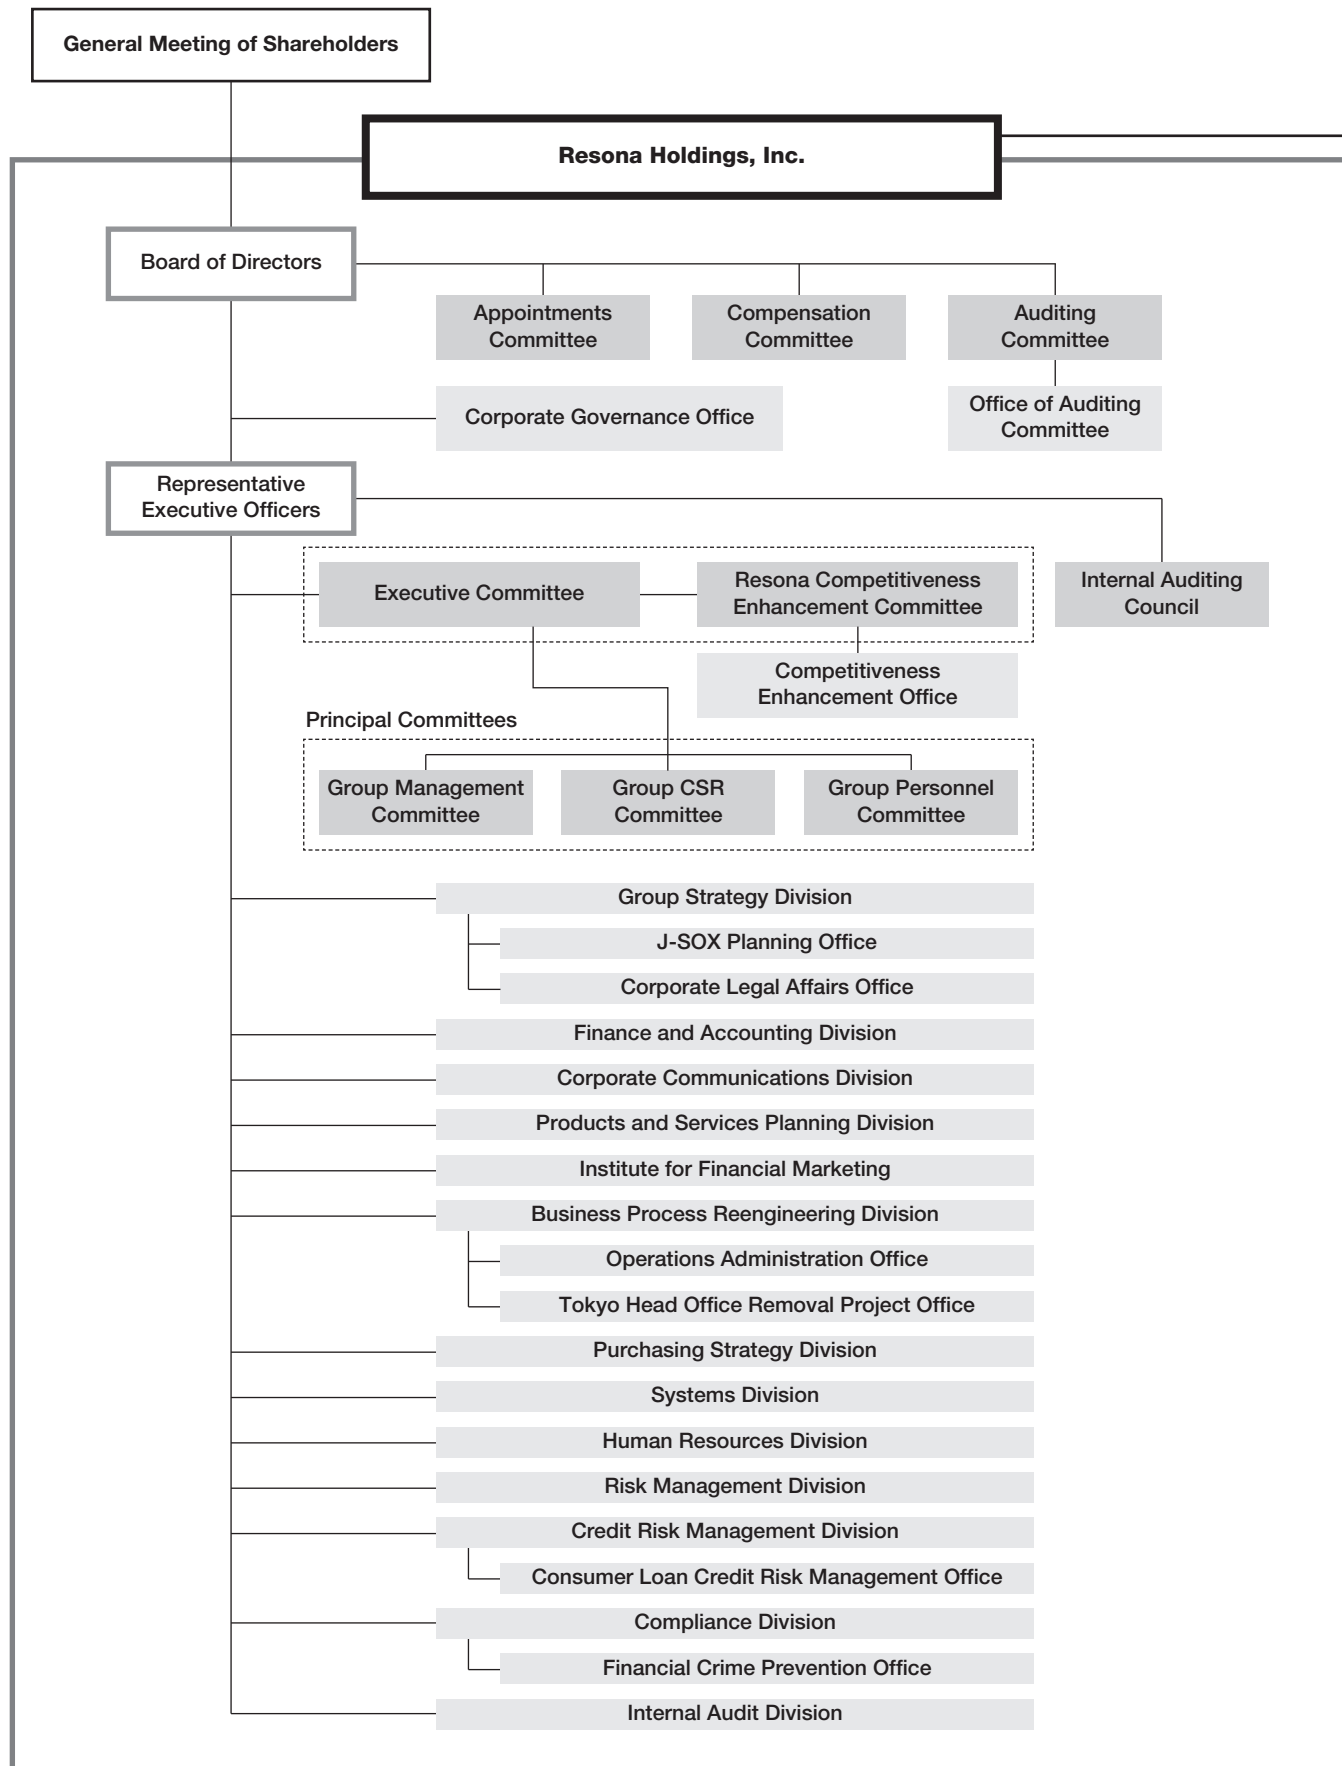 General Meeting of Shareholders
Resona Holdings, Inc.
Board of Directors
Appointments
Committee
Compensation
Committee
Auditing
Committee
Corporate Governance Office
Office of Auditing
Committee
Representative
Executive Officers
Executive Committee
Resona Competitiveness
Enhancement Committee
Internal Auditing
Council
Competitiveness
Enhancement Office
Principal Committees
Group Management
Committee
Group CSR
Committee
Group Personnel
Committee
Group Strategy Division
J-SOX Planning Office
Corporate Legal Affairs Office
Finance and Accounting Division
Corporate Communications Division
Products and Services Planning Division
Institute for Financial Marketing
Business Process Reengineering Division
Operations Administration Office
Tokyo Head Office Removal Project Office
Purchasing Strategy Division
Systems Division
Human Resources Division
Risk Management Division
Credit Risk Management Division
Consumer Loan Credit Risk Management Office
Compliance Division
Financial Crime Prevention Office
Internal Audit Division